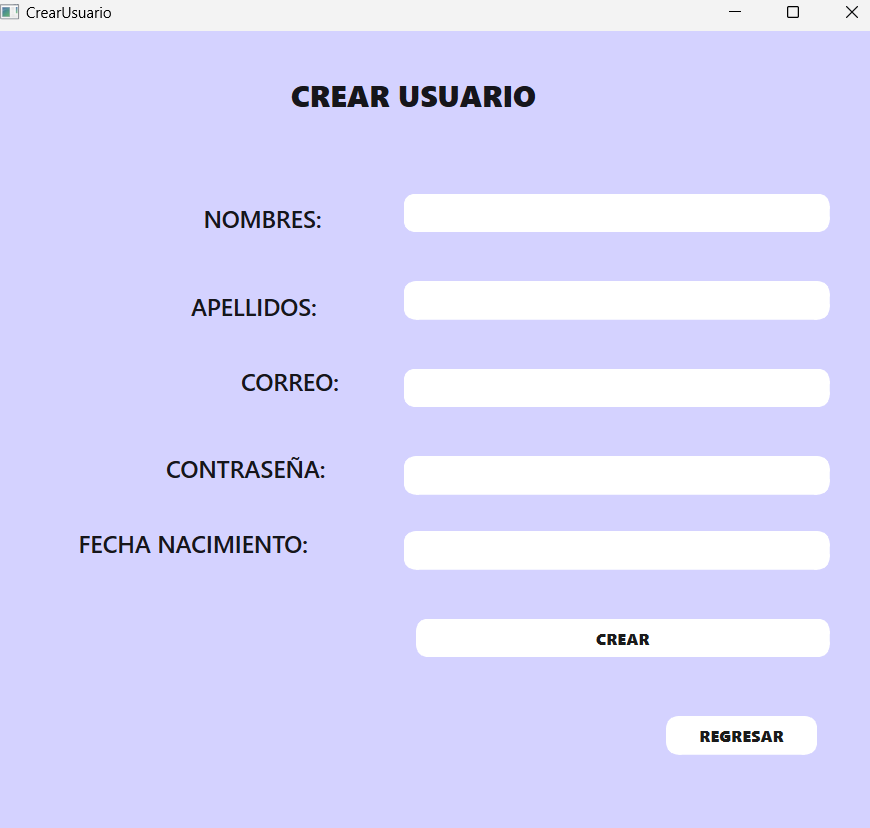 CrearUsuario
CREAR USUARIO
NOMBRES:
APELLIDOS:
CORREO:
CONTRASEÑA:
FECHA NACIMIENTO:
CREAR
REGRESAR